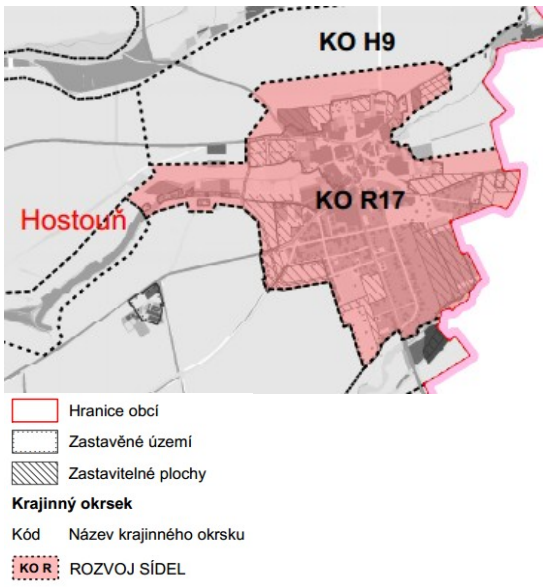 KO H9
KO R17
Hostouň
Hranice obcí
Zastavěné území
Zastavitelné plochy
Krajinný okrsek
Kód Název krajinného okrsku
KO R ROZVOJ SÍDEL